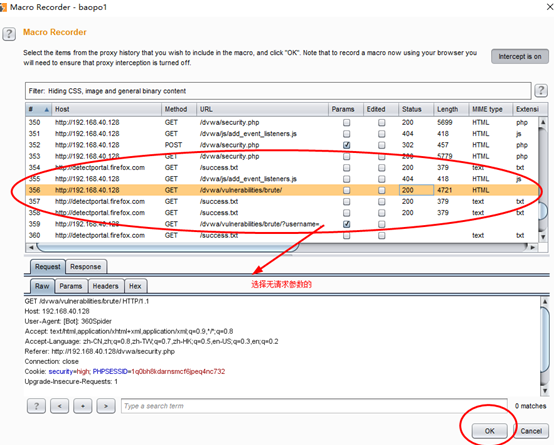 Macro Recorder - baopo1
?
Macro Recorder
Select the items from the proxy history that you wish to include in the macro, and click "OK". Note that to record a macro now using your browser you
will need to ensure that proxy interception is turned off.
Intercept is on
Filter: Hiding CSS, image and general binary content
?
# Host Method URL Params Edited Status Length MIME type Extensi
350 http://192.168.40.128 GET /dvwa/security.php 200 5699 HTML php
351 http://192.168.40.128 GET /dvwa/js/add_event_listeners.js 404 418 HTML js
352 http://192.168.40.128 POST /dvwa/security.php 302 457 HTML php
353 http://192.168.40.128 GET /dvwa/security.php 200 5779 HTML php
354 http://detectportal.firefox.com GET /success.txt 200 379 text txt
355 http://192.168.40.128 GET /dvwa/js/add_event_listeners.js 404 418 HTML js
356 http://192.168.40.128 GET /dvwa/vulnerabilities/brute/ 200 4721 HTML
357 http://detectportal.firefox.com GET /success.txt 200 379 text txt
358 http://detectportal.firefox.com GET /success.txt 200 379 text txt
359 http://192.168.40.128 GET /dvwa/vulnerabilities/brute/?username=...
360 http://detectportal.firefox.com GET /success.txt text txt
Request Response
选择无请求参数的
Raw Params Headers Hex
GET /dvwa/vulnerabilities/brute/ HTTP/1.1
Host: 192.168.40.128
User-Agent: [Bot]: 360Spider
Accept: text/html,application/xhtml+xml,application/xml;q=0.9,*/*;q=0.8
Accept-Language: zh-CN,zh;q=0.8,zh-TW;q=0.7,zh-HK;q=0.5,en-US;q=0.3,en;q=0.2
Referer: http://192.168.40.128/dvwa/security.php
Connection: close
Cookie: security=high; PHPSESSID=1q0bh8kdarnsmcf6jpeq4nc732
Upgrade-Insecure-Requests: 1
? < + > Type a search term 0 matches
OK Cancel